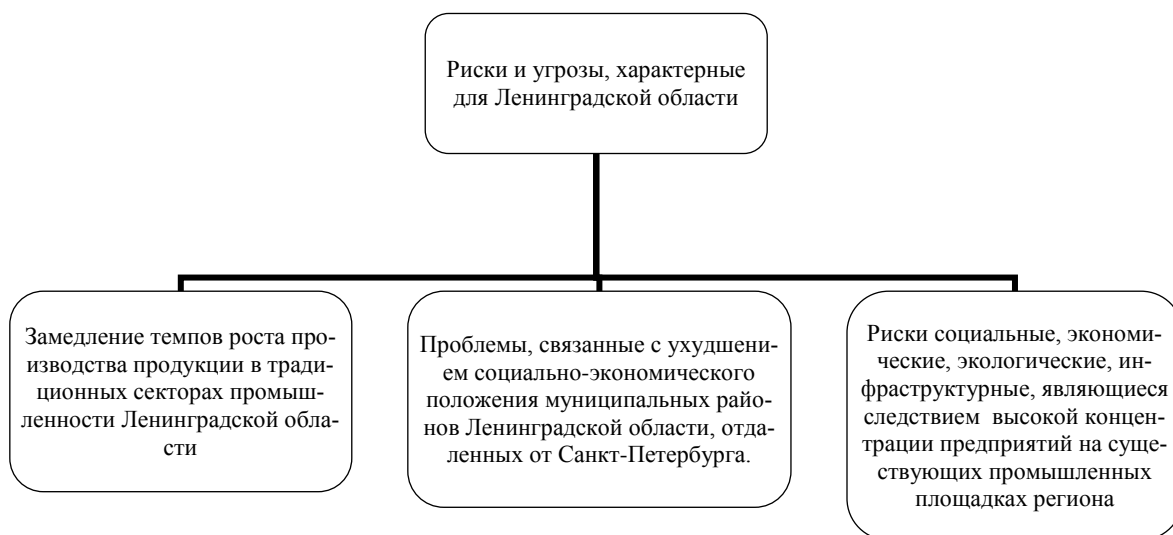 Риски и угрозы, характерные
для Ленинградской области
Замедление темпов роста про-
изводства продукции в тради-
ционных секторах промыш-
ленности Ленинградской обла-
сти
Проблемы, связанные с ухудшени-
ем социально-экономического
положения муниципальных райо-
нов Ленинградской области, отда-
ленных от Санкт-Петербурга.
Риски социальные, экономи-
ческие, экологические, ин-
фраструктурные, являющиеся
следствием  высокой концен-
трации предприятий на суще-
ствующих промышленных
площадках региона